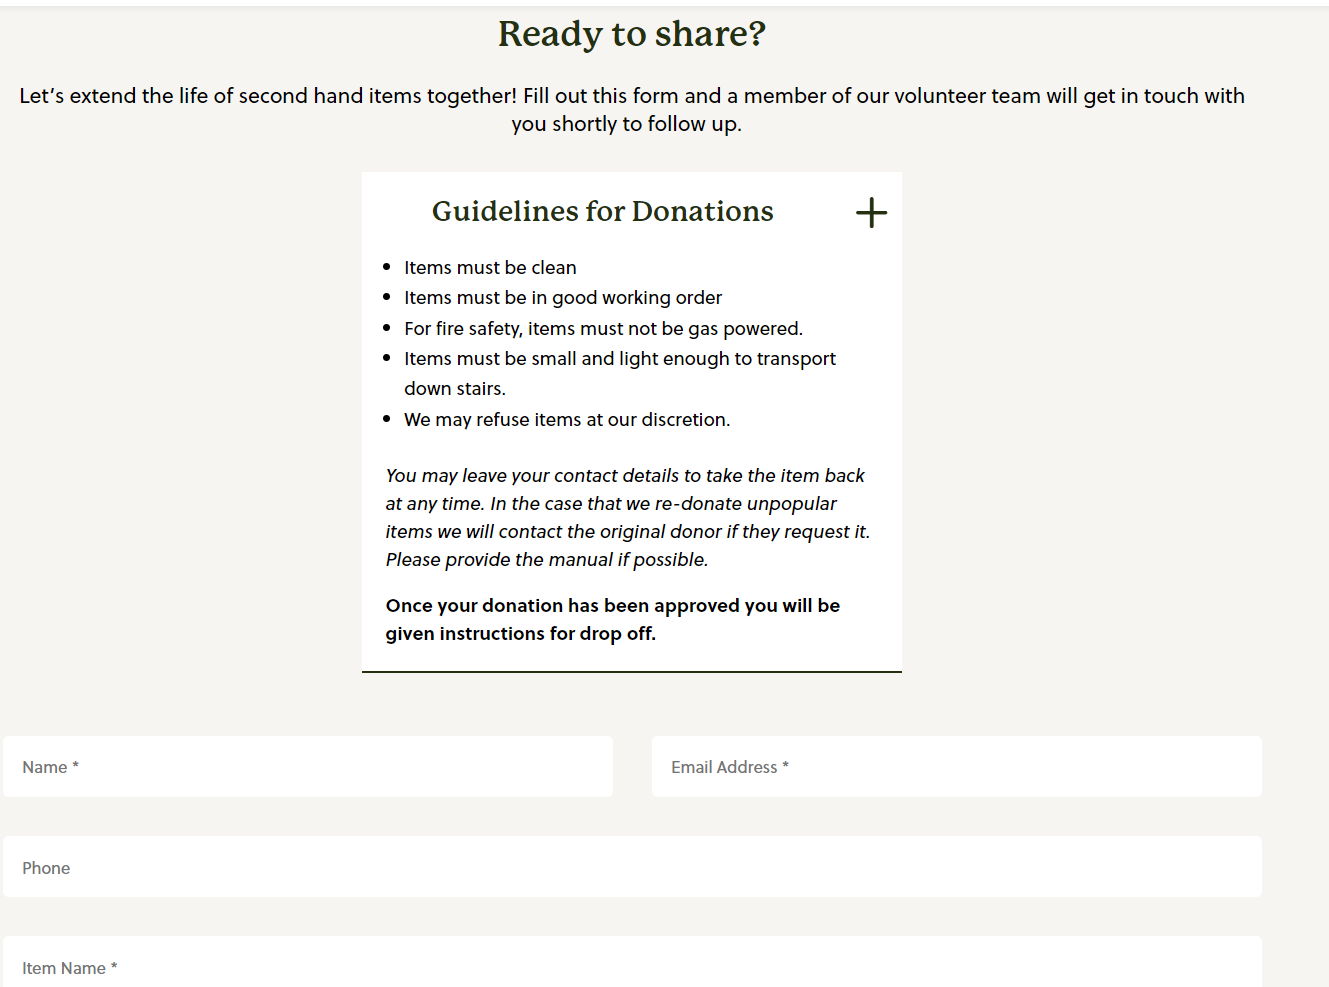 Ready to share?
Let's extend the life of second hand items together! Fill out this form and a member of our volunteer team will get in touch with
you shortly to follow up.
Guidelines for Donations
Items must be clean
Items must be in good working order
For fire safety, items must not be gas powered.
Items must be small and light enough to transport
down stairs.
We may refuse items at our discretion.
You may leave your contact details to take the item back
at any time. In the case that we re-donate unpopular
items we will contact the original donor if they request it.
Please provide the manual if possible.
Once your donation has been approved you will be
given instructions for drop off.
Name *
Email Address *
Phone
Item Name *